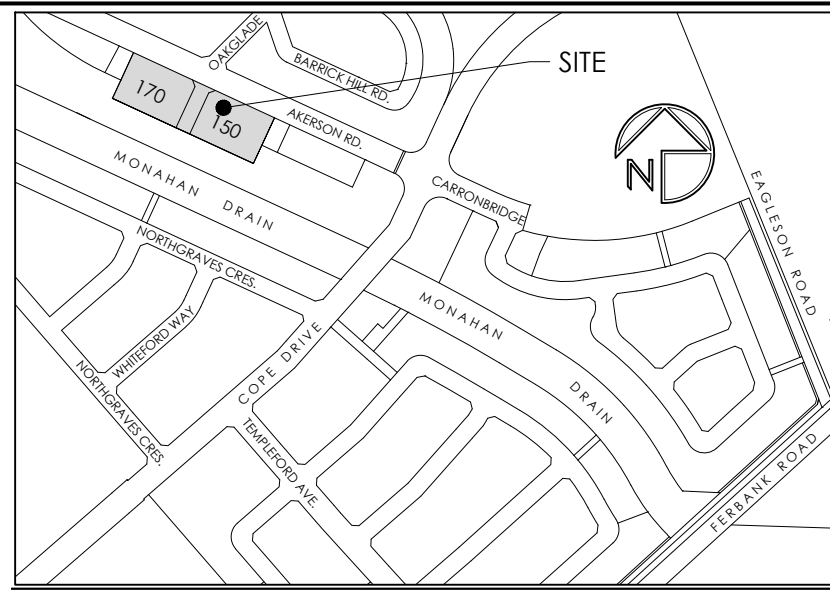 OAKGLADE
SITE
BARRICK HILL RD.
170
150
AKERSON RD.
MONAHAN DRAIN
CARRONBRIDGE
N
EAGLESON ROAD
NORTHGRAVES CRES.
MONAHAN DRAIN
WHITEFORD WAY
COPE DRIVE
NORTHGRAVES CRES.
TEMPLEFORD AVE.
FERBANK ROAD